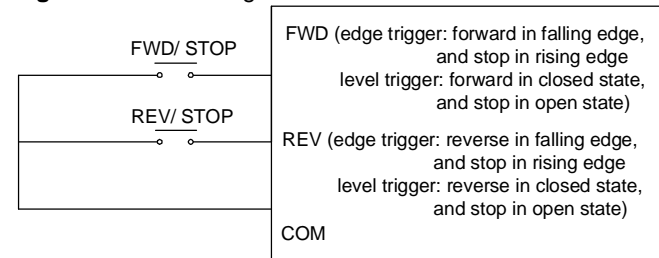 FWD/ STOP
FWD (edge trigger: forward in falling edge,
and stop in rising edge
level trigger: forward in closed state,
and stop in open state)
REV/ STOP
REV (edge trigger: reverse in falling edge,
and stop in rising edge
level trigger: reverse in closed state,
and stop in open state)
COM